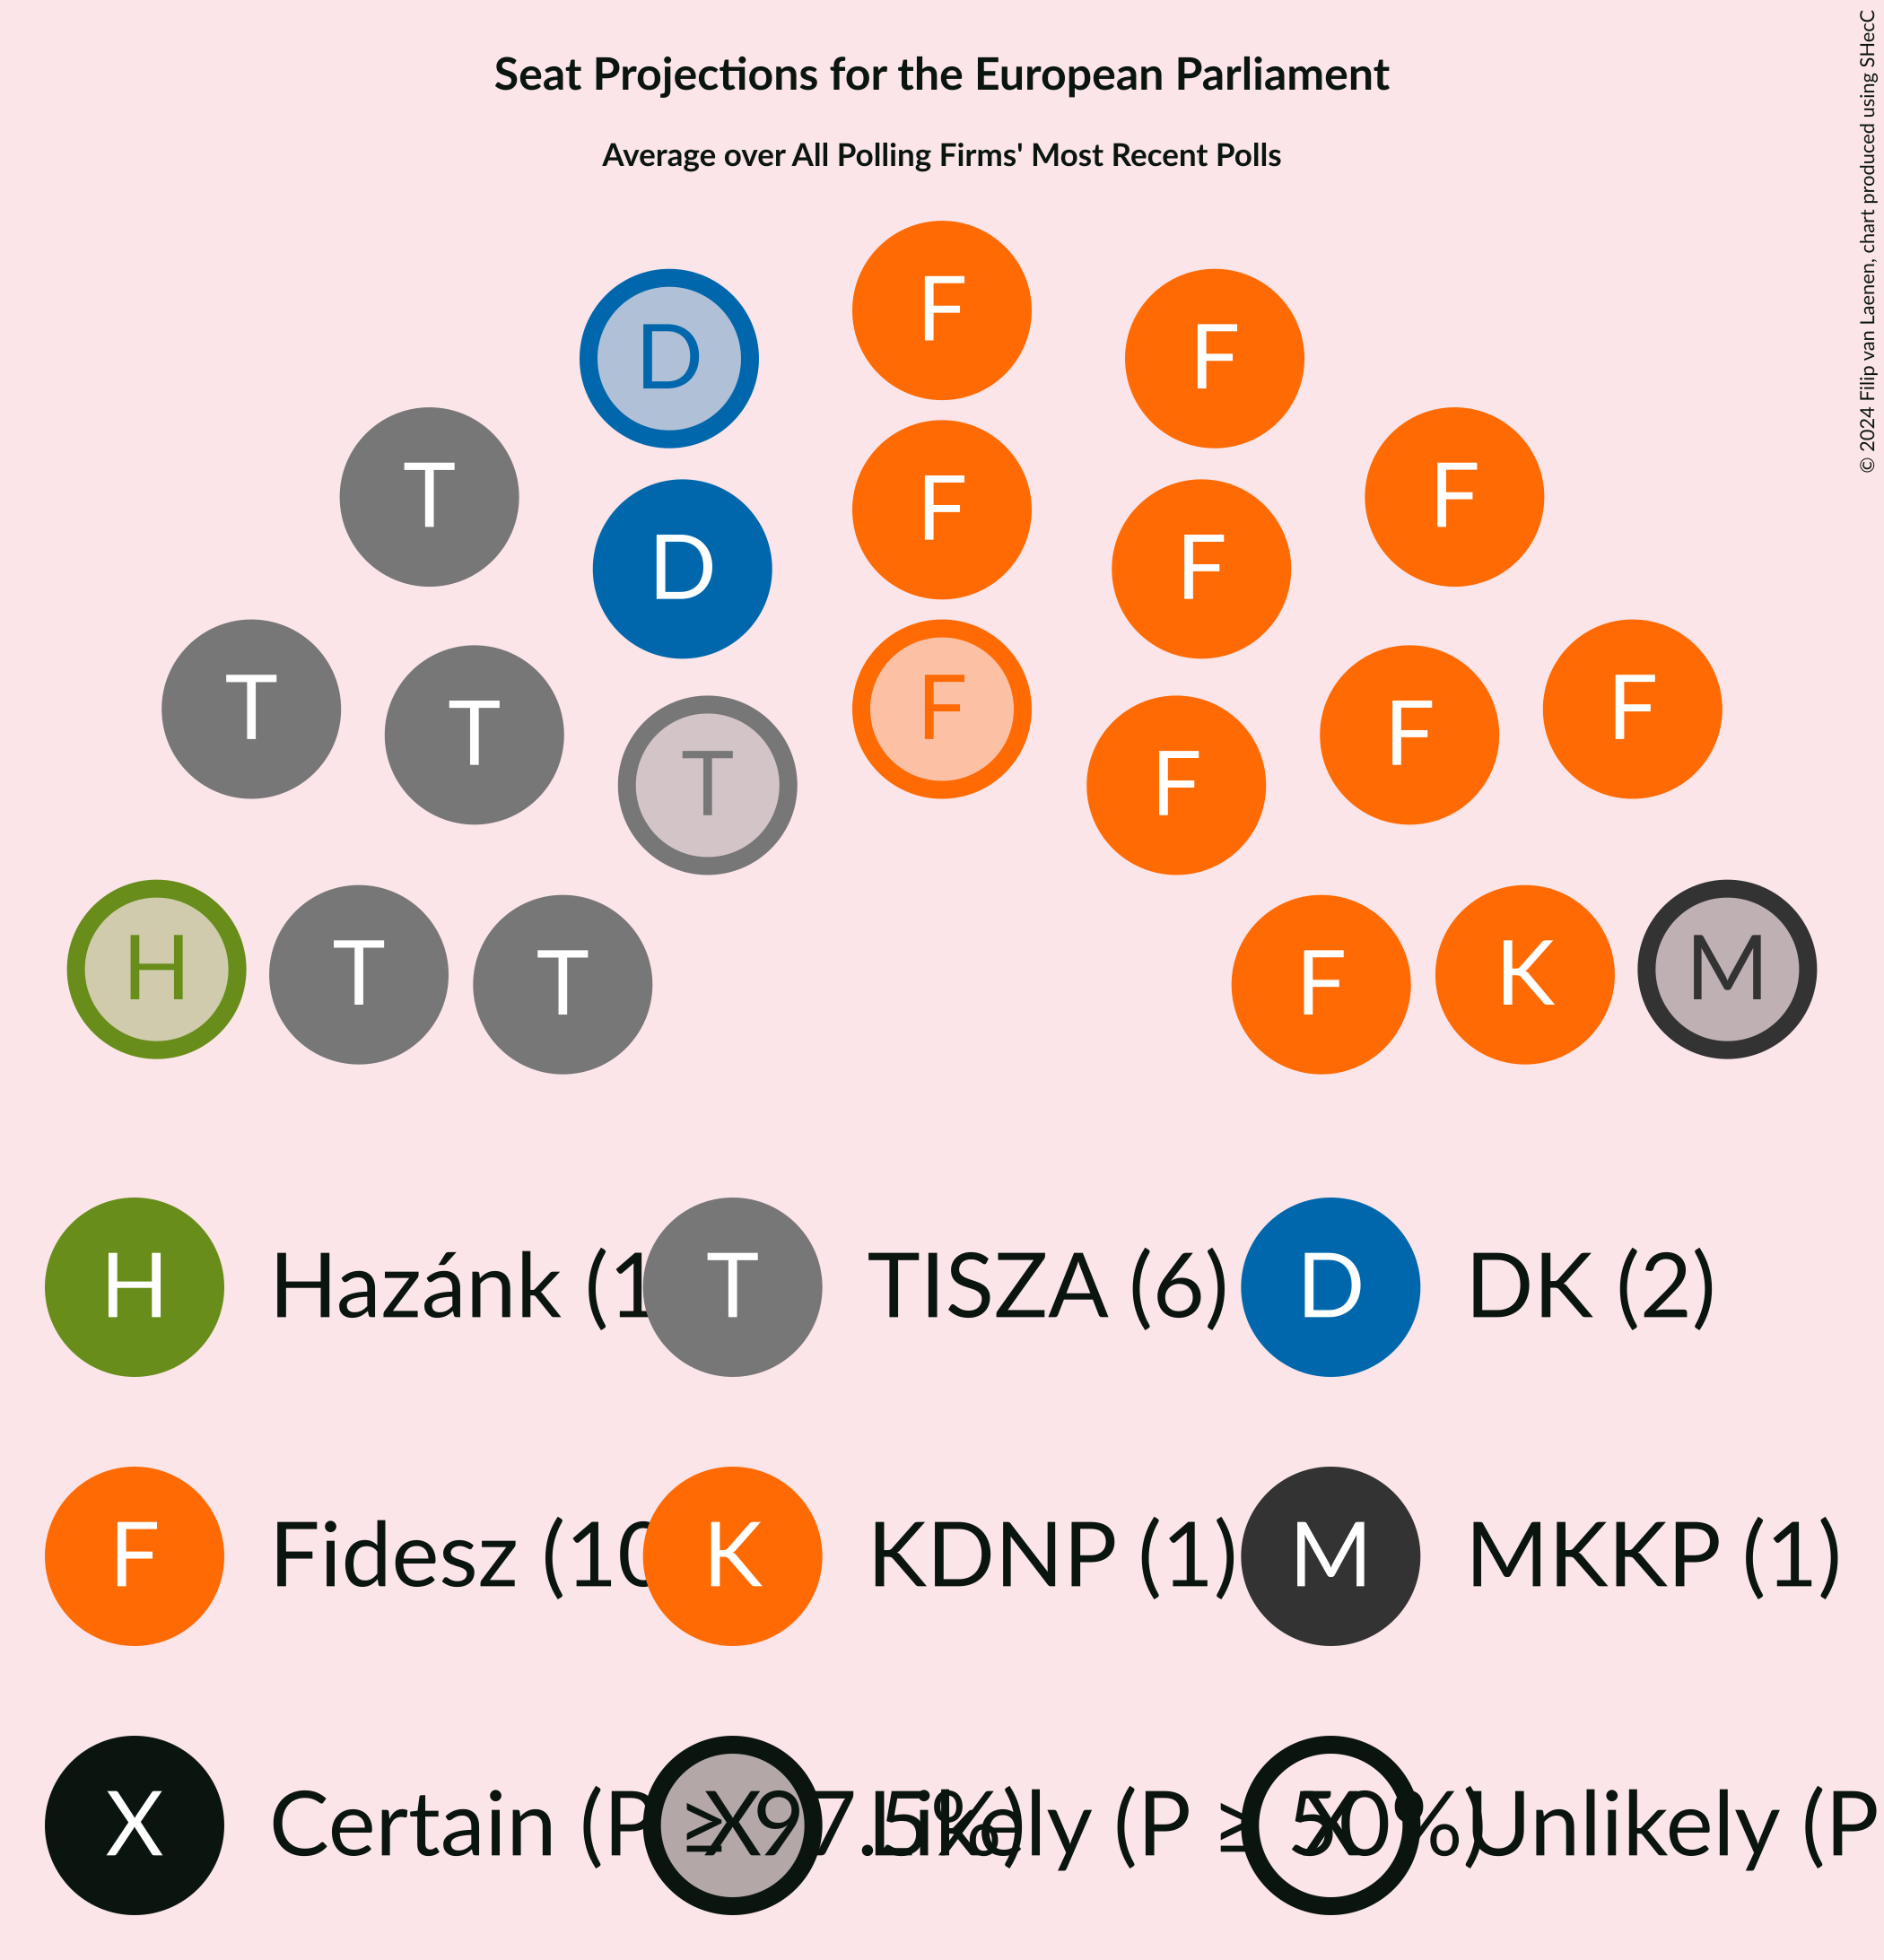 Seat Projections for the European Parliament
Average over All Polling Firms' Most Recent Polls
© 2024 Filip van Laenen, chart produced using SHecC
F
D F F
T F F
D F F
T F F
T F F
T F
H M
T K
T F
H Hazánk (1 T TISZA (6) D DK (2)
F Fidesz (10 K KDNP (1) M MKKP (1)
X Certain (P ≥ 97.5%) X Likely (P ≥ 50%) X Unlikely (P